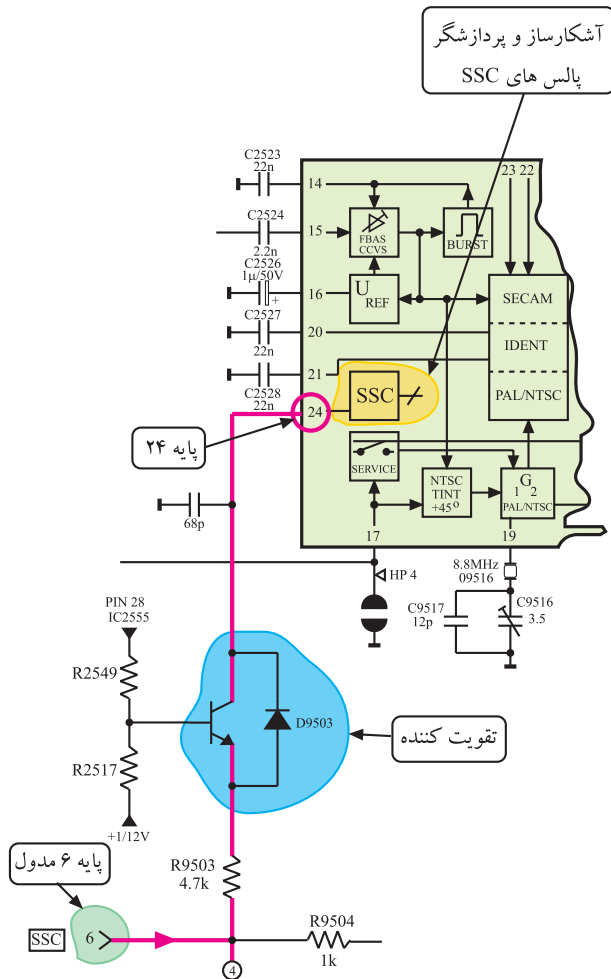 آشکارساز و پردازشگر
پالس های SSC
C2523
22n
14
23 22
C2524
2.2n
15
FBAS
CCVS
BURST
C2526
1µ/50V
+
16
U
REF
SECAM
C2527
22n
20
IDENT
21
C2528
22n
SSC
PAL/NTSC
24
پایه ۲۴
SERVICE
NTSC
TINT
+45°
G
1 2
PAL/NTSC
68p
17
19
HP 4
8.8MHz
09516
C9517
12p
C9516
3.5
PIN 28
IC2555
R2549
D9503
تقویت کننده
R2517
+1/12V
پایه ۶ مدول
R9503
4.7k
SSC
6
R9504
1k
4